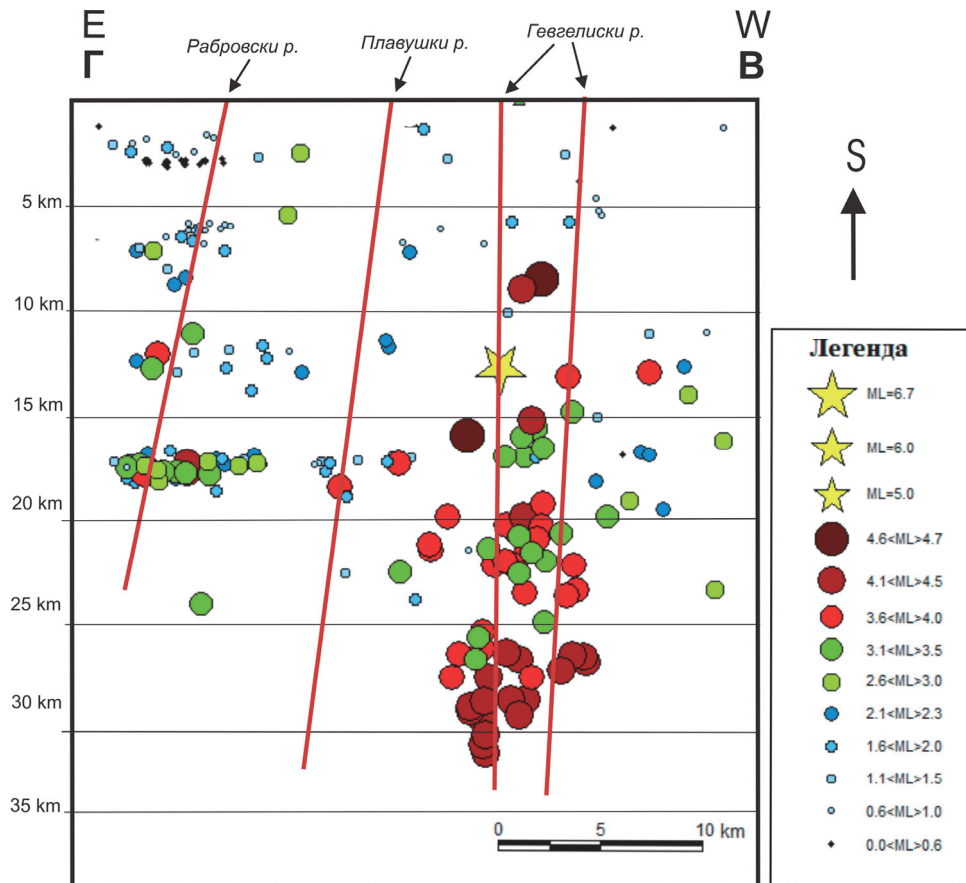 E
Г
W
В
Рабровски р.
Плавушки р.
Гевгелиски р.
S
5 km
10 km
15 km
20 km
25 km
30 km
35 km
0 5 10 km
Легенда
ML=6.7
ML=6.0
ML=5.0
4.6<ML>4.7
4.1<ML>4.5
3.6<ML>4.0
3.1<ML>3.5
2.6<ML>3.0
2.1<ML>2.3
1.6<ML>2.0
1.1<ML>1.5
0.6<ML>1.0
0.0<ML>0.6